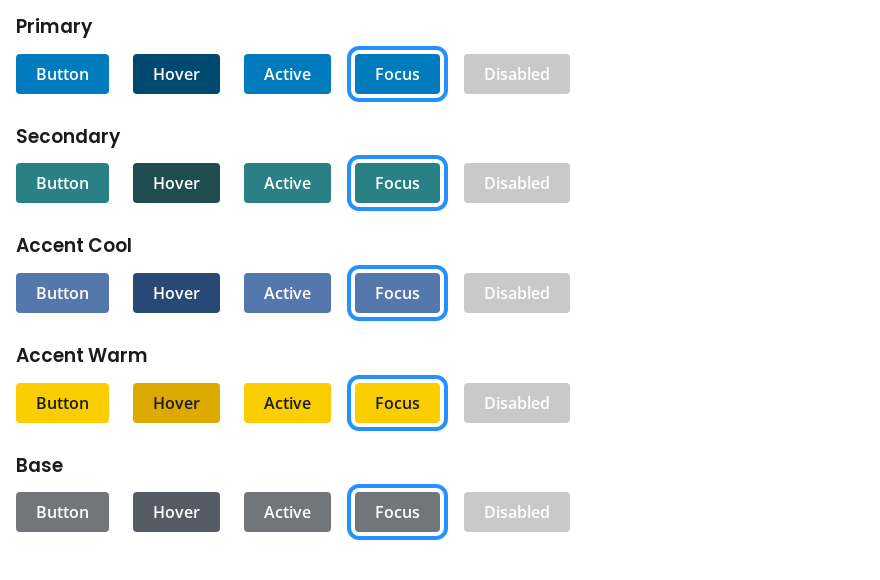 Primary
Button Hover Active Focus Disabled
Secondary
Button Hover Active Focus Disabled
Accent Cool
Button Hover Active Focus Disabled
Accent Warm
Button Hover Active Focus Disabled
Base
Button Hover Active Focus Disabled